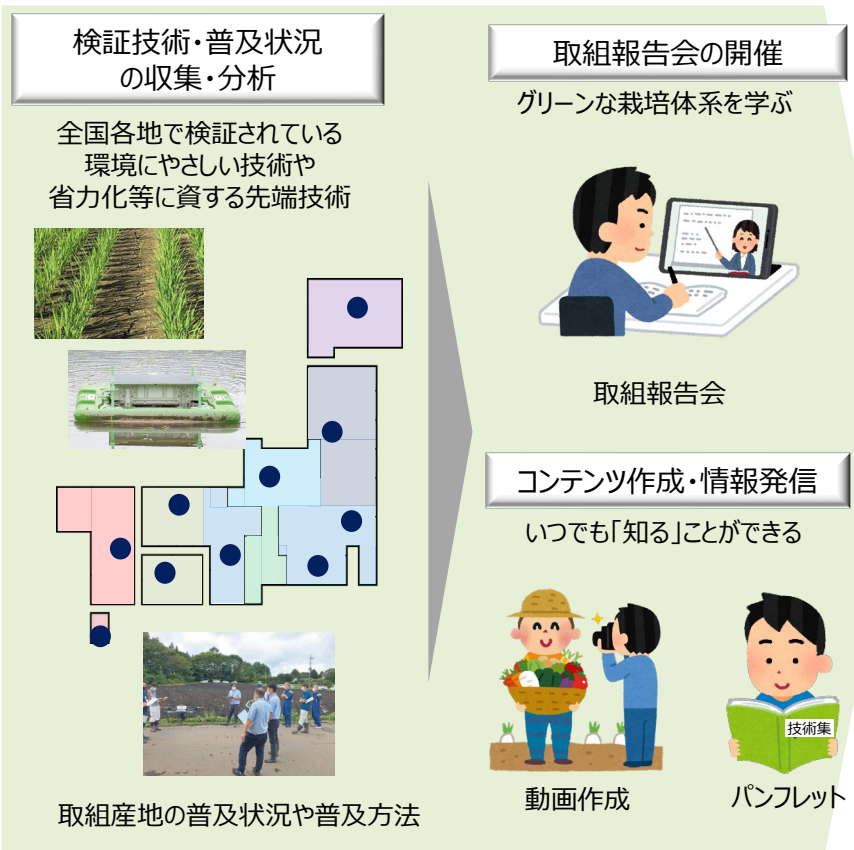 検証技術・普及状況
の収集・分析
全国各地で検証されている
環境にやさしい技術や
省力化等に資する先端技術
取組産地の普及状況や普及方法
取組報告会の開催
グリーンな栽培体系を学ぶ
取組報告会
コンテンツ作成・情報発信
いつでも「知る」ことができる
技術集
動画作成
パンフレット